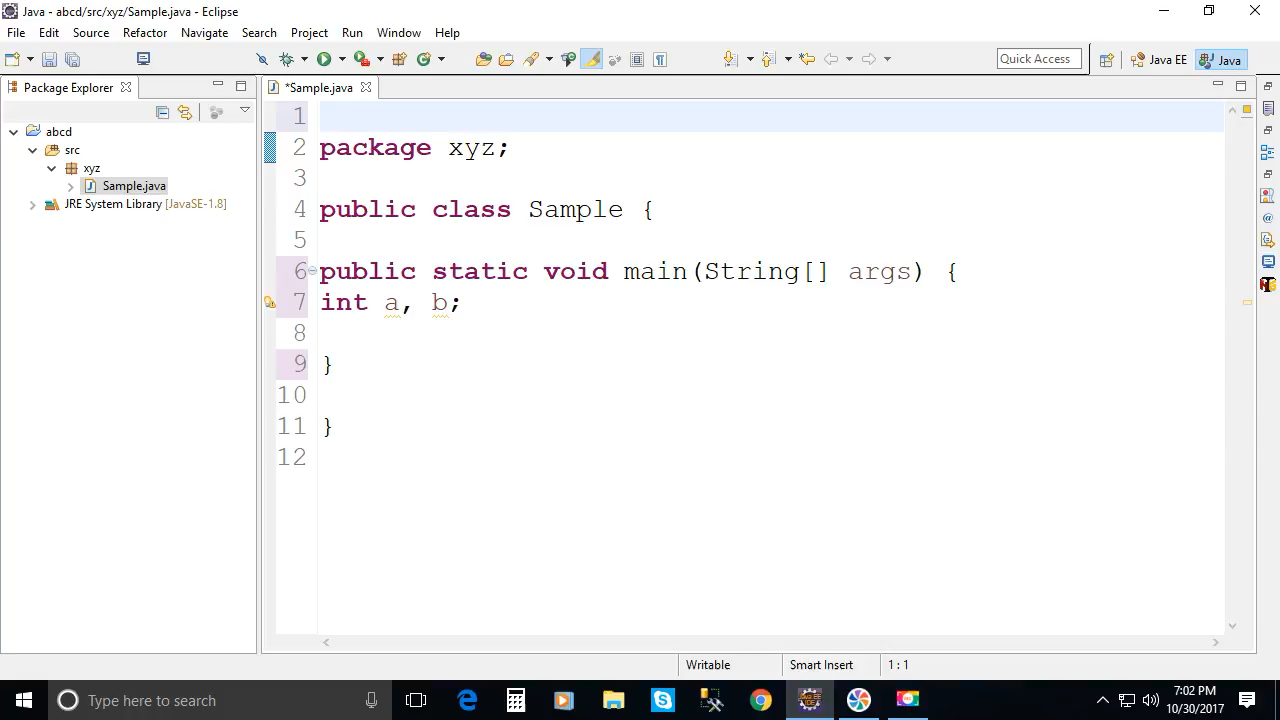 Java - abcd/src/xyz/Sample.java - Eclipse
File Edit Source Refactor Navigate Search Project Run Window Help
Quick Access
Java EE
Java
Package Explorer
*Sample.java
abcd
src
xyz
Sample.java
JRE System Library [JavaSE-1.8]
1
2 package xyz;
3
4 public class Sample {
5
6 public static void main(String[] args) {
7 int a, b;
8
9 }
10
11 }
12
Writable
Smart Insert
1 : 1
Type here to search
7:02 PM
10/30/2017